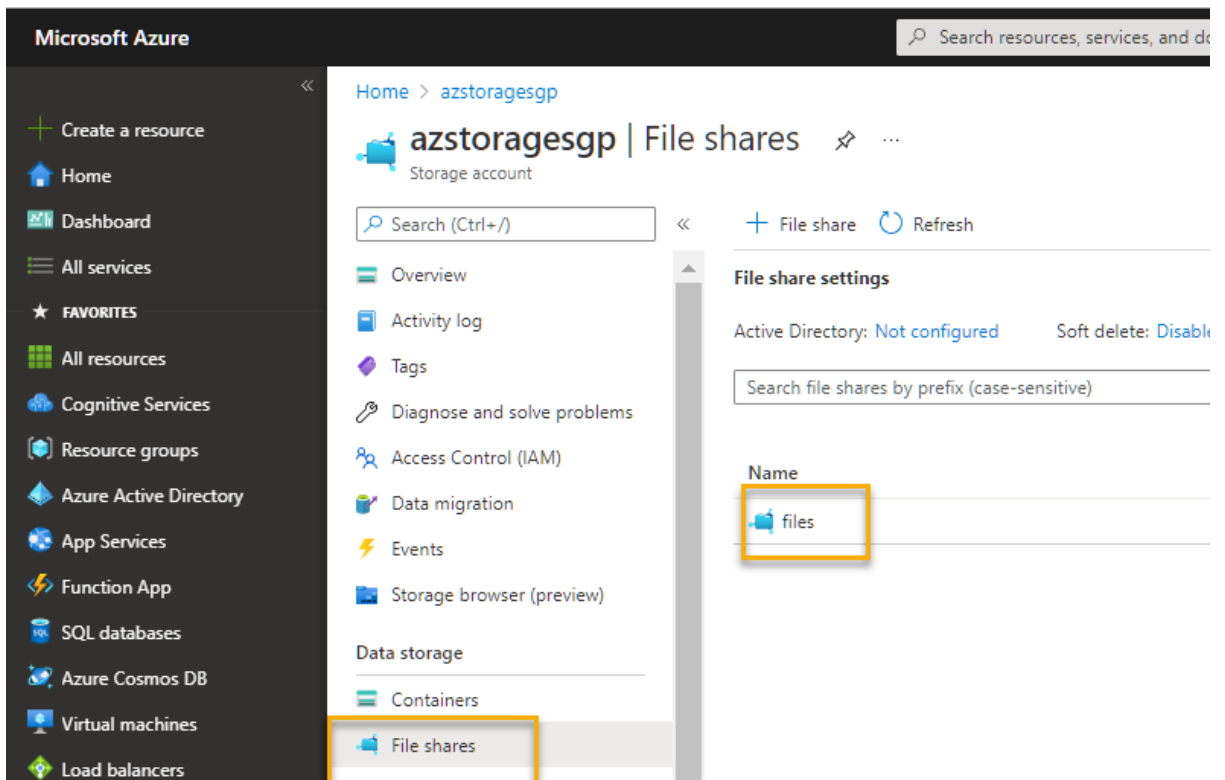 Microsoft Azure
Search resources, services, and do
«
Create a resource
Home
Dashboard
All services
FAVORITES
All resources
Cognitive Services
Resource groups
Azure Active Directory
App Services
Function App
SQL databases
Azure Cosmos DB
Virtual machines
Load balancers
Home > azstoragesgp
azstoragesgp | File shares ...
Storage account
Search (Ctrl+/)
«
Overview
Activity log
Tags
Diagnose and solve problems
Access Control (IAM)
Data migration
Events
Storage browser (preview)
Data storage
Containers
File shares
+ File share Refresh
File share settings
Active Directory: Not configured Soft delete: Disable
Search file shares by prefix (case-sensitive)
Name
files